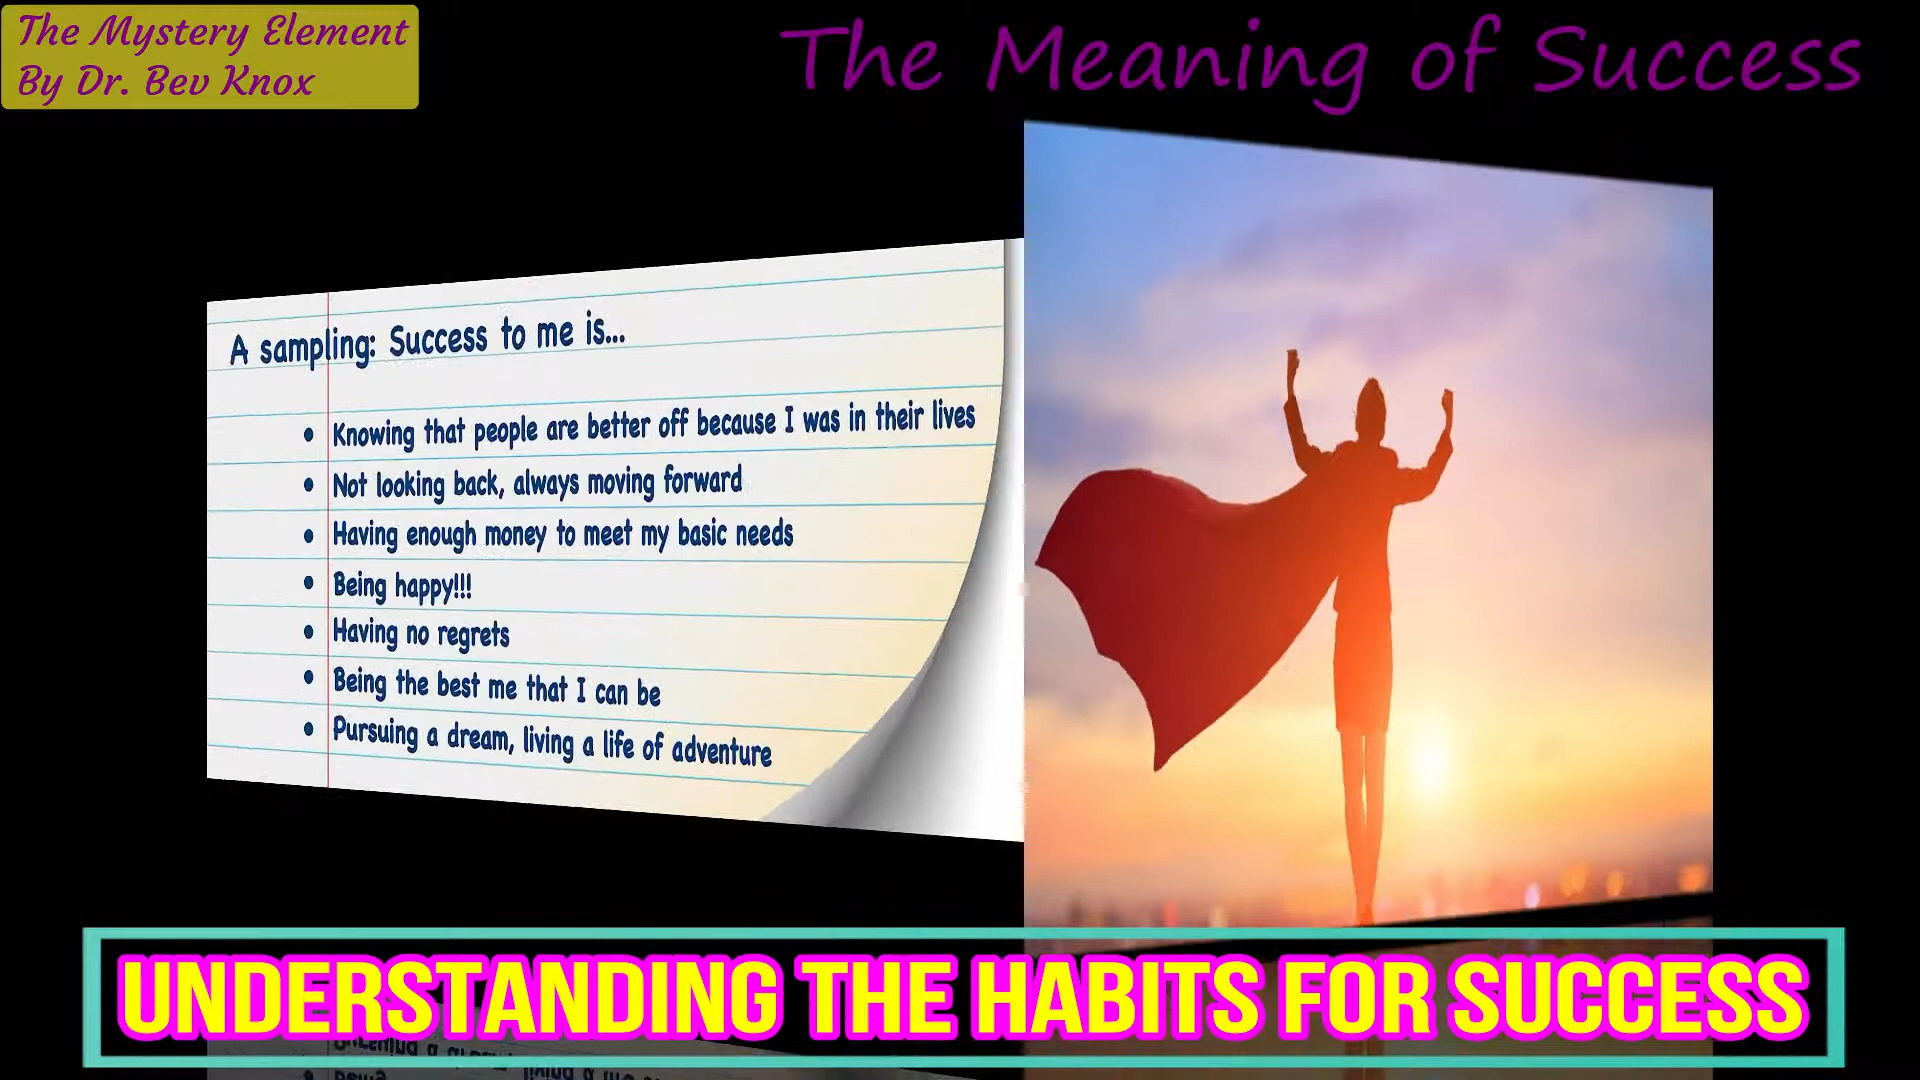 The Mystery Element
By Dr. Bev Knox
The Meaning of Success
A sampling: Success to me is...
• Knowing that people are better off because I was in their lives
• Not looking back, always moving forward
• Having enough money to meet my basic needs
• Being happy!!!
• Having no regrets
• Being the best me that I can be
• Pursuing a dream, living a life of adventure
UNDERSTANDING THE HABITS FOR SUCCESS